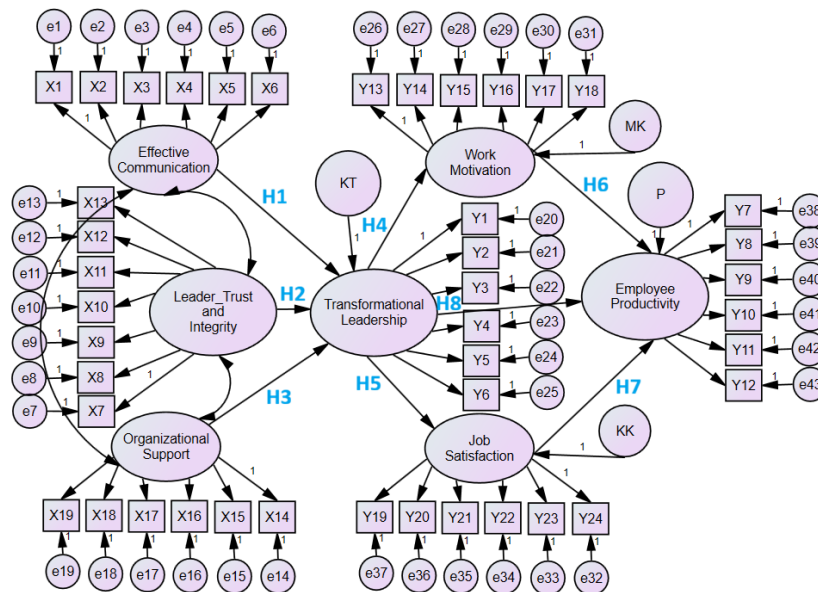 e1 e2 e3 e4 e5 e6
1 1 1 1 1 1
X1 X2 X3 X4 X5 X6
1
Effective
Communication
e26 e27 e28 e29 e30 e31
1 1 1 1 1 1
Y13 Y14 Y15 Y16 Y17 Y18
1
Work
Motivation
MK
1
KT
1
P
1
H1
H4
H6
e13 1 X13
e12 1 X12
e11 1 X11
e10 1 X10
e9 1 X9
e8 1 X8
e7 1 X7
1
Leader_Trust
and
Integrity
H2
Transformational
Leadership
H8
1
Y1 1 e20
Y2 1 e21
Y3 1 e22
Y4 1 e23
Y5 1 e24
Y6 1 e25
Employee
Productivity
1
Y7 1 e38
Y8 1 e39
Y9 1 e40
Y10 1 e41
Y11 1 e42
Y12 1 e43
H3
H5
H7
Organizational
Support
1
X19 X18 X17 X16 X15 X14
1 1 1 1 1 1
e19 e18 e17 e16 e15 e14
Job
Satisfaction
KK
1
1
Y19 Y20 Y21 Y22 Y23 Y24
1 1 1 1 1 1
e37 e36 e35 e34 e33 e32